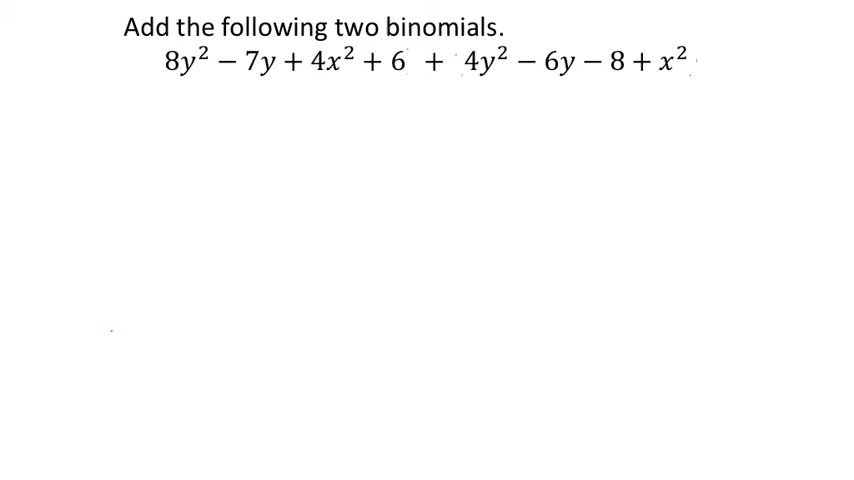 Add the following two binomials.
8y² − 7y + 4x² + 6 + 4y² − 6y − 8 + x²